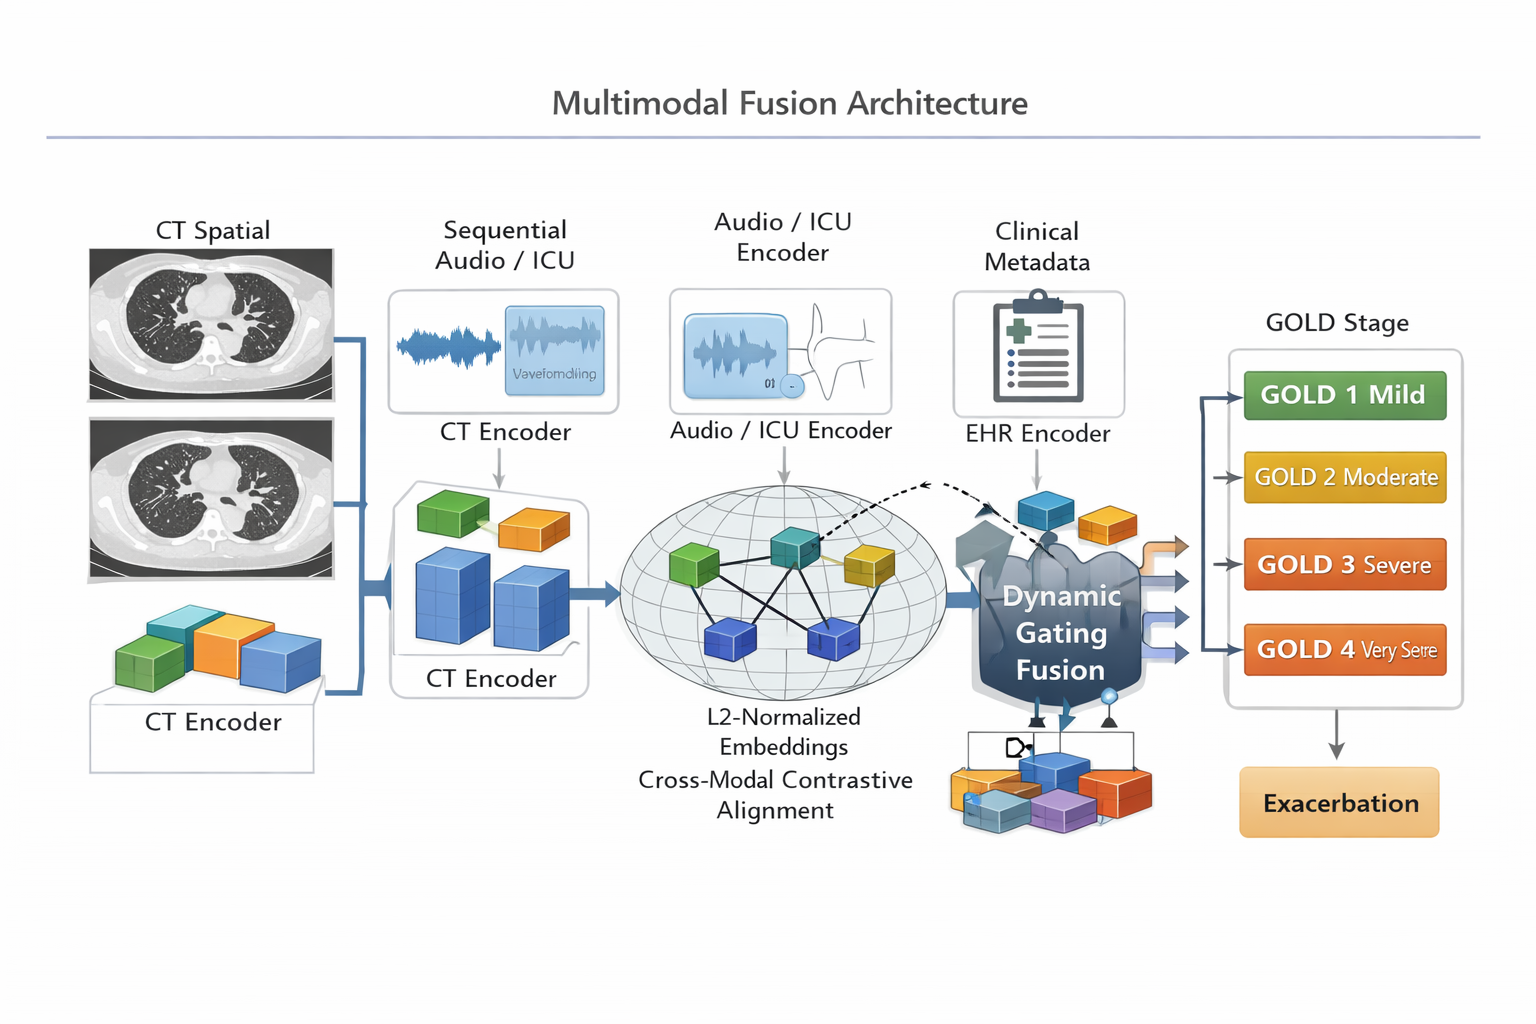 Multimodal Fusion Architecture
CT Spatial
CT Encoder
Sequential
Audio / ICU
CT Encoder
CT Encoder
Audio / ICU
Encoder
Audio / ICU Encoder
L2-Normalized
Embeddings
Cross-Modal Contrastive
Alignment
Clinical
Metadata
EHR Encoder
Dynamic
Gating
Fusion
GOLD Stage
GOLD 1 Mild
GOLD 2 Moderate
GOLD 3 Severe
GOLD 4 Very
Exacerbation